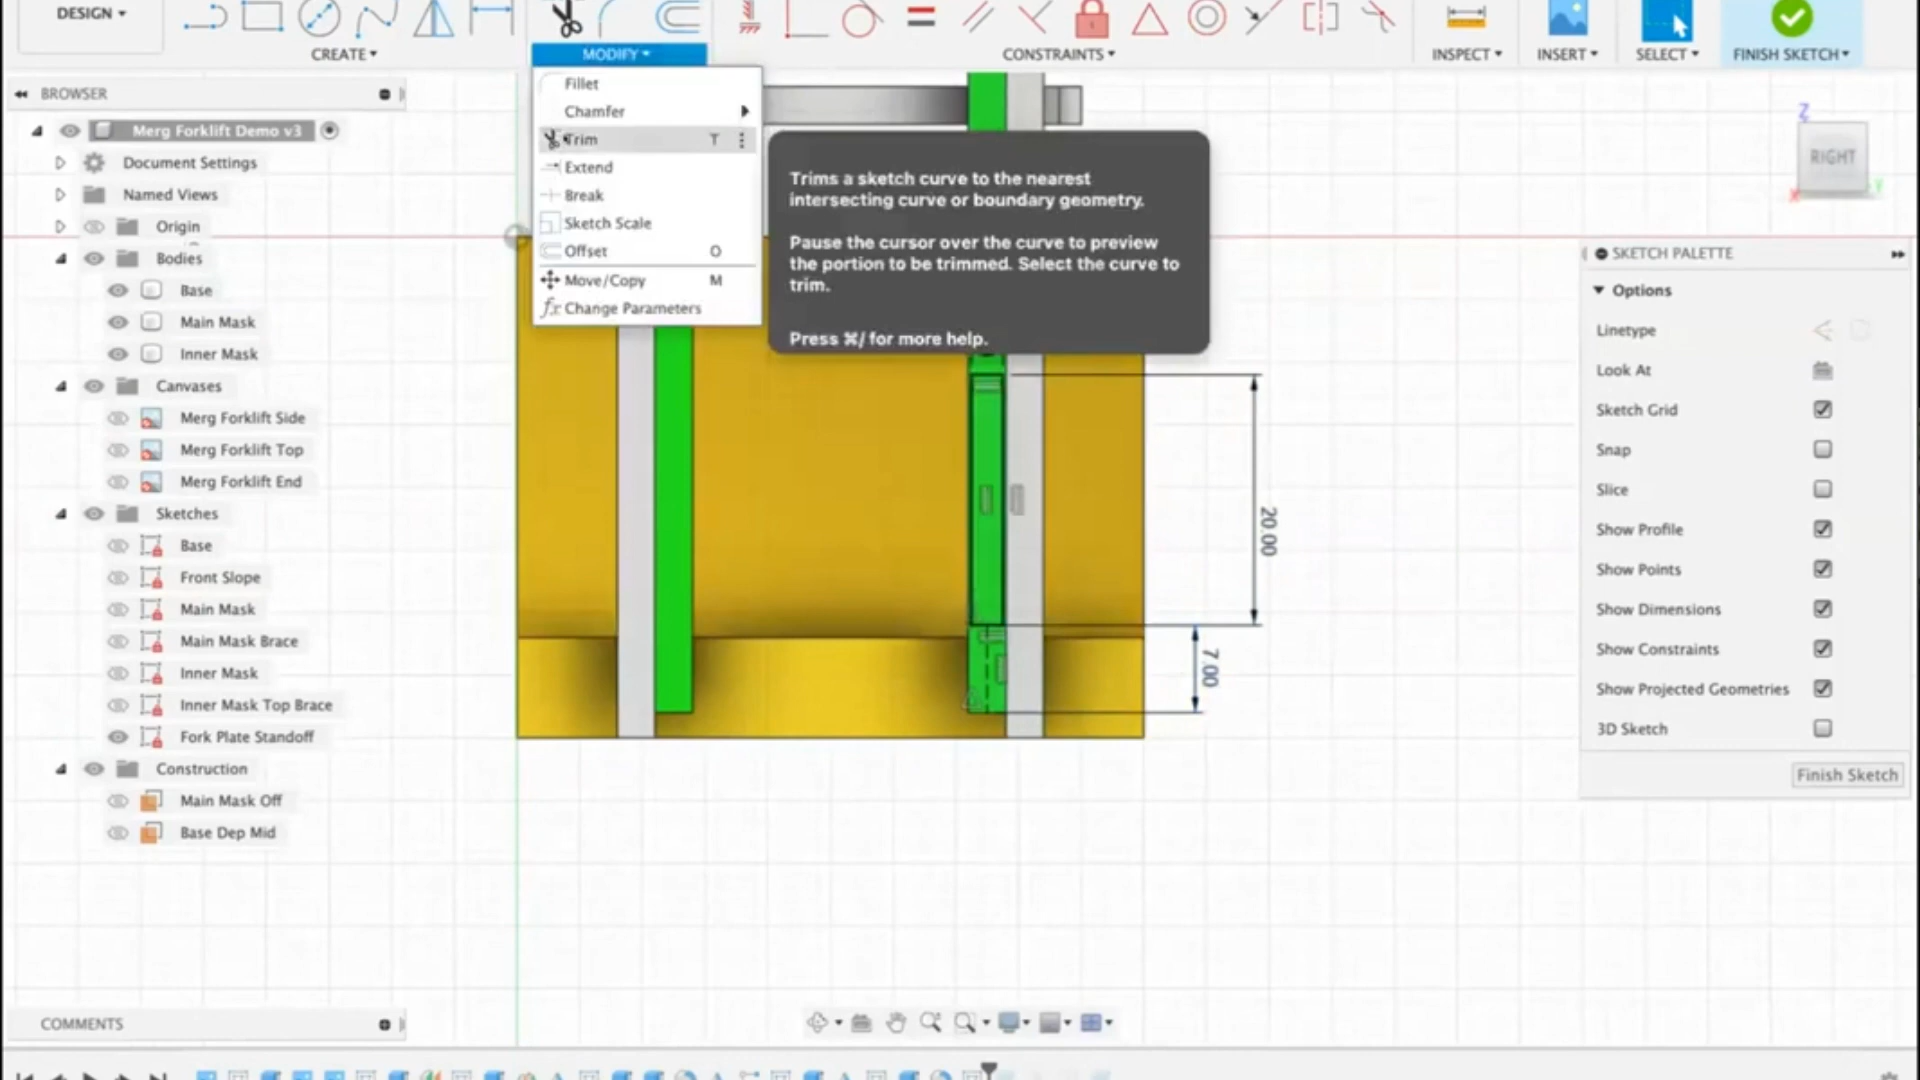 DESIGN
CREATE
MODIFY
CONSTRAINTS
INSPECT
INSERT
SELECT
FINISH SKETCH
BROWSER
Merg Forklift Demo v3
Document Settings
Named Views
Origin
Bodies
Base
Main Mask
Inner Mask
Canvases
Merg Forklift Side
Merg Forklift Top
Merg Forklift End
Sketches
Base
Front Slope
Main Mask
Main Mask Brace
Inner Mask
Inner Mask Top Brace
Fork Plate Standoff
Construction
Main Mask Off
Base Dep Mid
COMMENTS
Fillet
Chamfer
Trim T
Extend
Break
Sketch Scale
Offset O
Move/Copy M
Change Parameters
Trims a sketch curve to the nearest
intersecting curve or boundary geometry.
Pause the cursor over the curve to preview
the portion to be trimmed. Select the curve to
trim.
Press ⌘/ for more help.
20.00
7.00
Z
RIGHT
X
Y
SKETCH PALETTE
Options
Linetype
Look At
Sketch Grid
Snap
Slice
Show Profile
Show Points
Show Dimensions
Show Constraints
Show Projected Geometries
3D Sketch
Finish Sketch